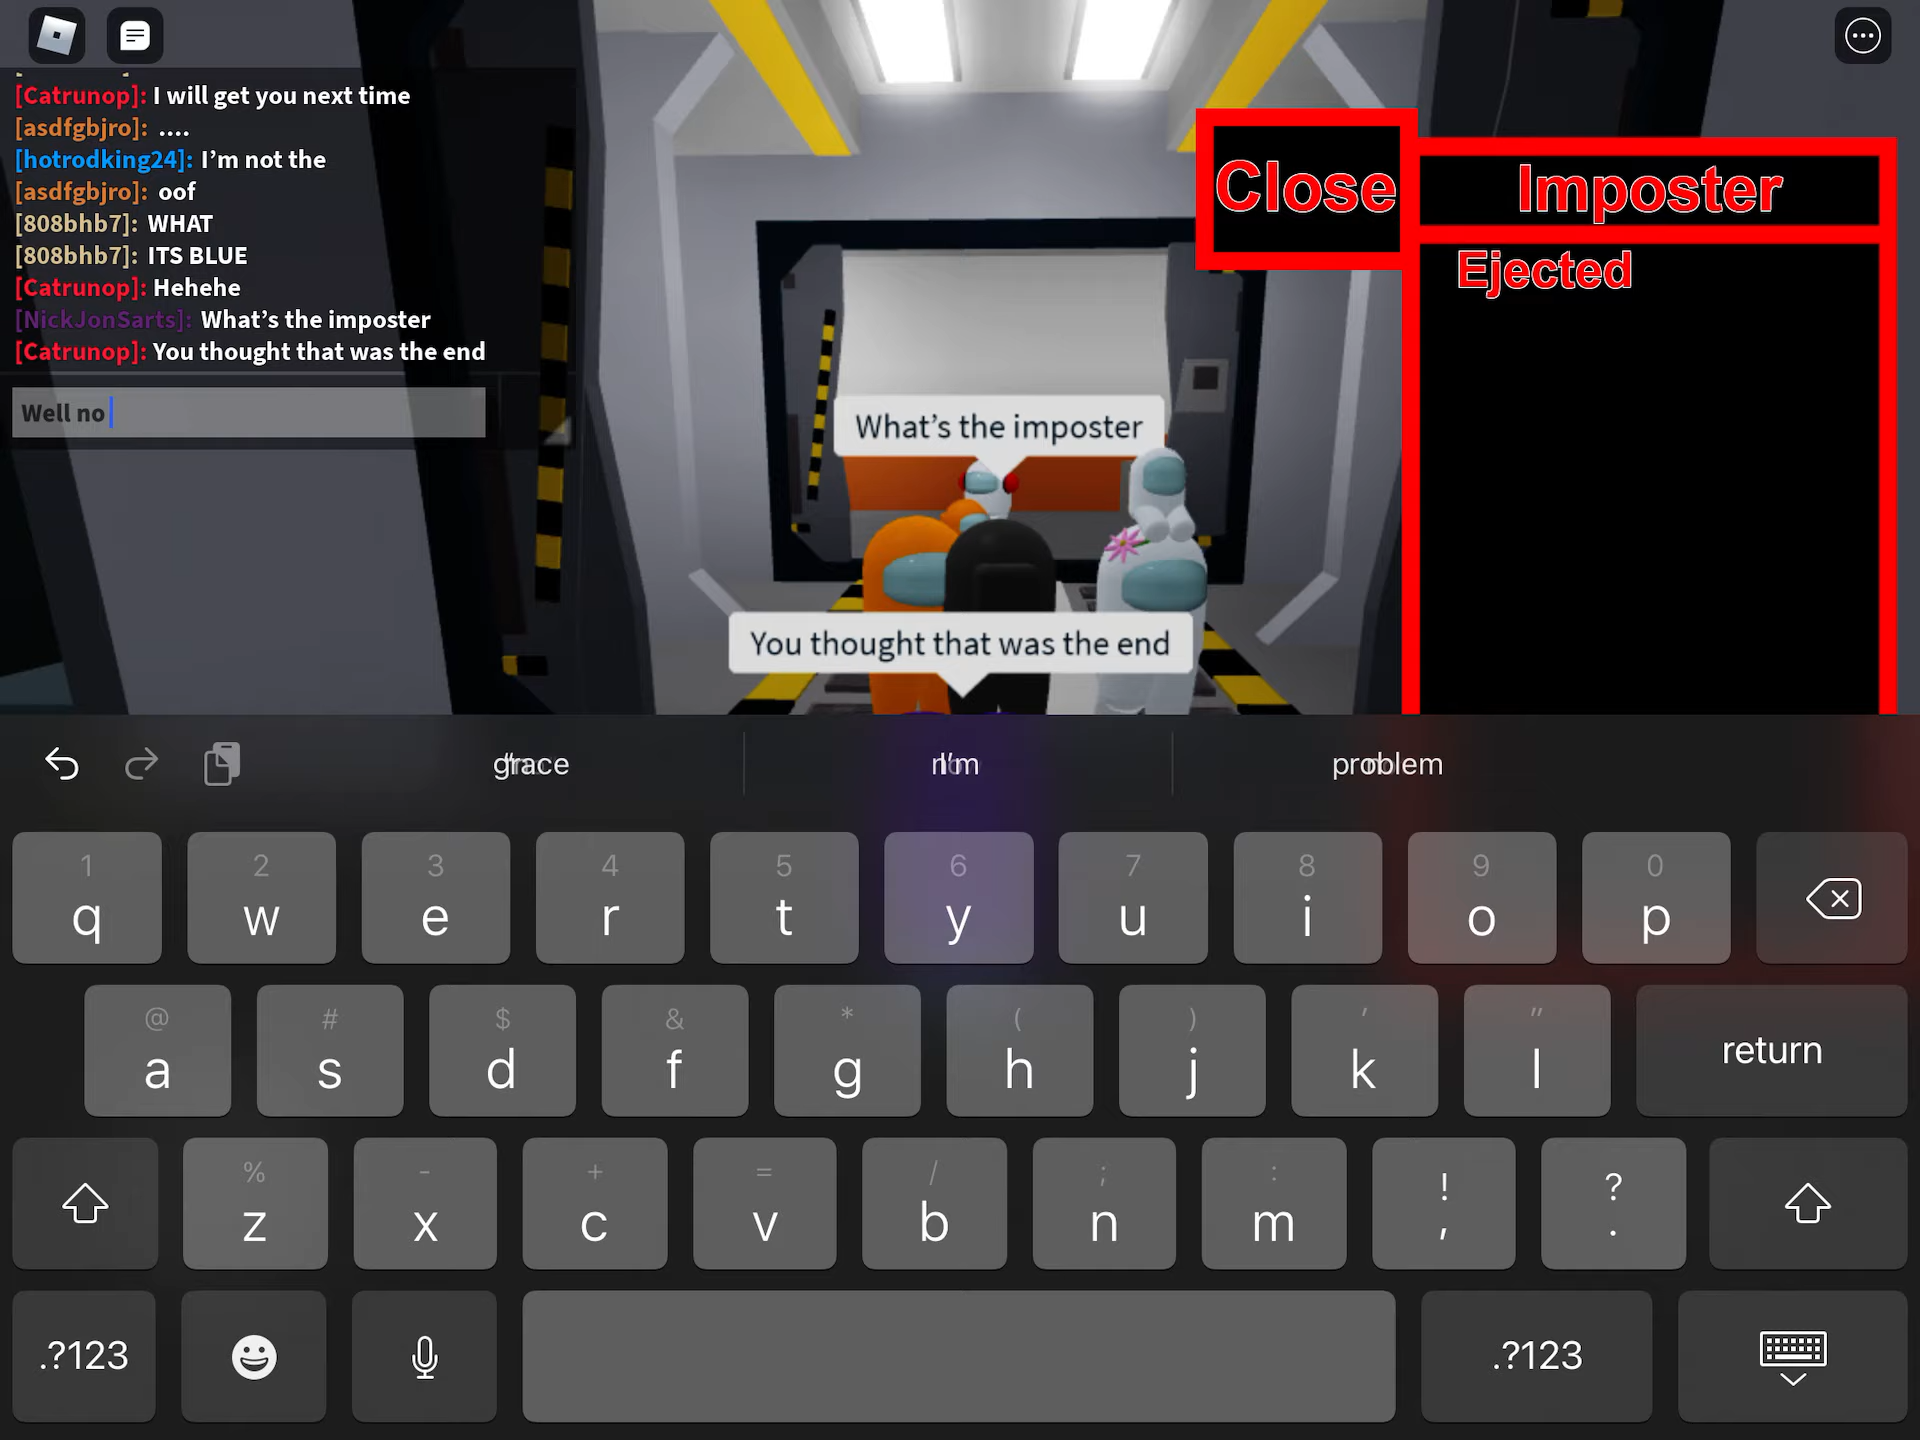 [Catrunop]: I will get you next time
[asdfgbjro]: ....
[hotrodking24]: I'm not the
[asdfgbjro]: oof
[808bhb7]: WHAT
[808bhb7]: ITS BLUE
[Catrunop]: Hehehe
[NickJonSarts]: What's the imposter
[Catrunop]: You thought that was the end
Well no
Close
Imposter
Ejected
What's the imposter
You thought that was the end
I'm problem
1 2 3 4 5 6 7 8 9 0
q w e r t y u i o p
@ # $ & * ( ) ' "
a s d f g h j k l return
% - + = / ; : ! ?
z x c v b n m , .
.?123 .?123